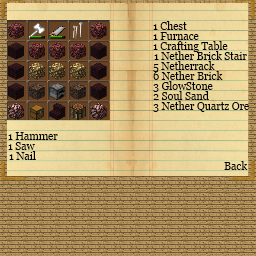 1 Chest
1 Furnace
1 Crafting Table
1 Nether Brick Stair
5 Netherrack
6 Nether Brick
3 GlowStone
2 Soul Sand
3 Nether Quartz Ore
1 Hammer
1 Saw
1 Nail
Back